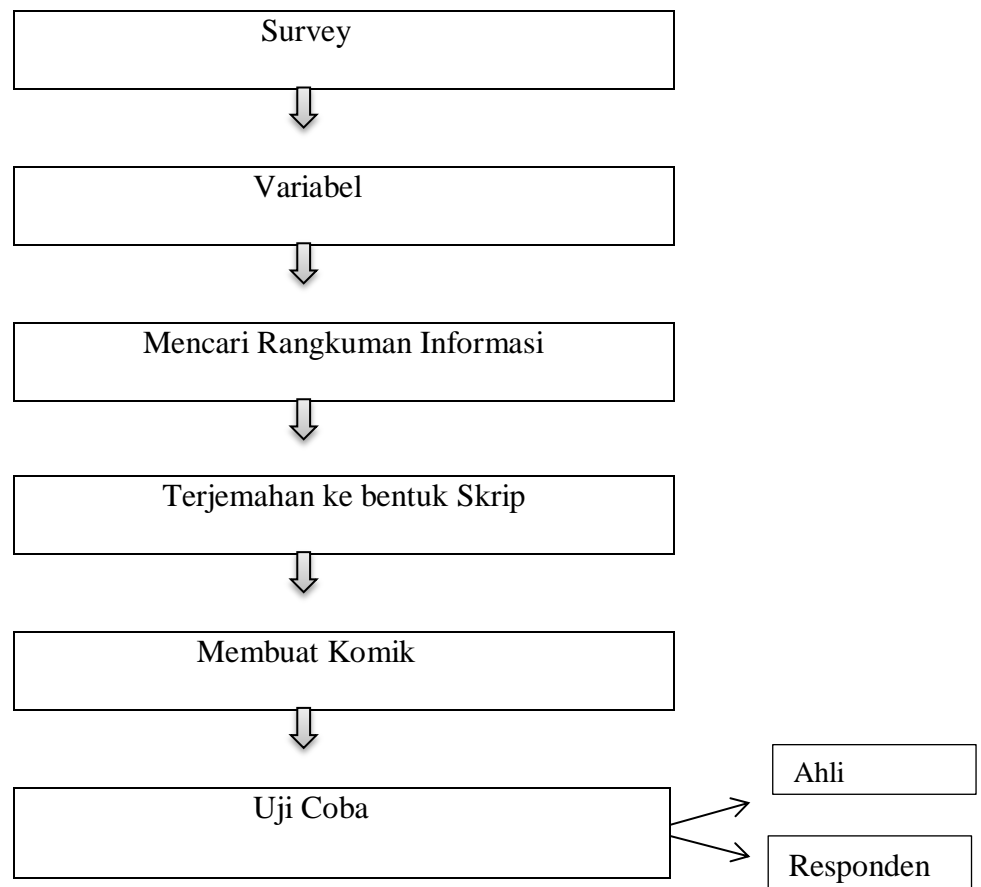 Survey
Variabel
Mencari Rangkuman Informasi
Terjemahan ke bentuk Skrip
Membuat Komik
Uji Coba
Ahli
Responden